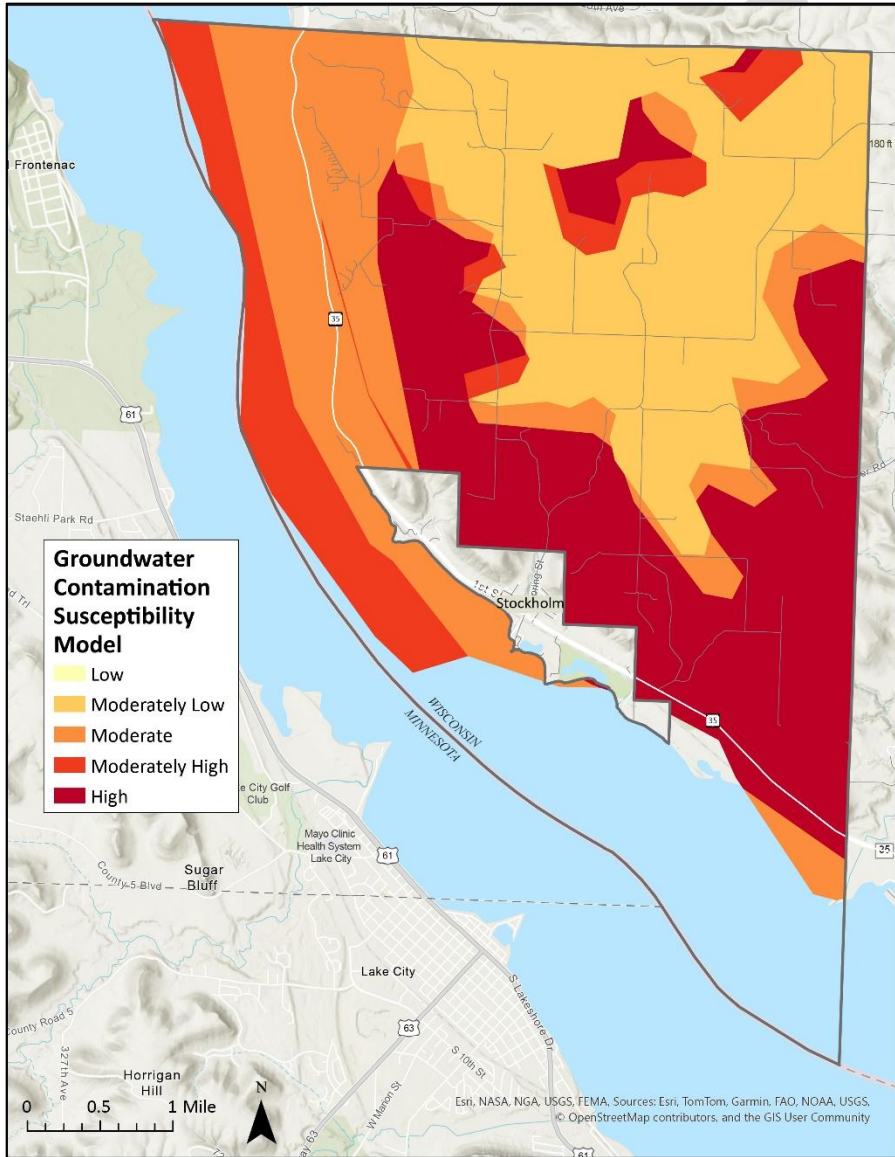 180 ft
Frontenac
35
61
Staehli Park Rd
Groundwater
Contamination
Susceptibility
Model
Low
Moderately Low
Moderate
Moderately High
High
1st S
Stockholm
WISCONSIN
MINNESOTA
35
35
City Golf
Club
Mayo Clinic
Health System
Lake City
61
County 5 Blvd
Sugar
Bluff
Lake City
S Lakeshore Dr
County Road 5
63
327th Ave
S 10th St
W Marion St
Horrigan
Hill
N
0 0.5 1 Mile
61
Esri, NASA, NGA, USGS, FEMA, Sources: Esri, TomTom, Garmin, FAO, NOAA, USGS,
© OpenStreetMap contributors, and the GIS User Community